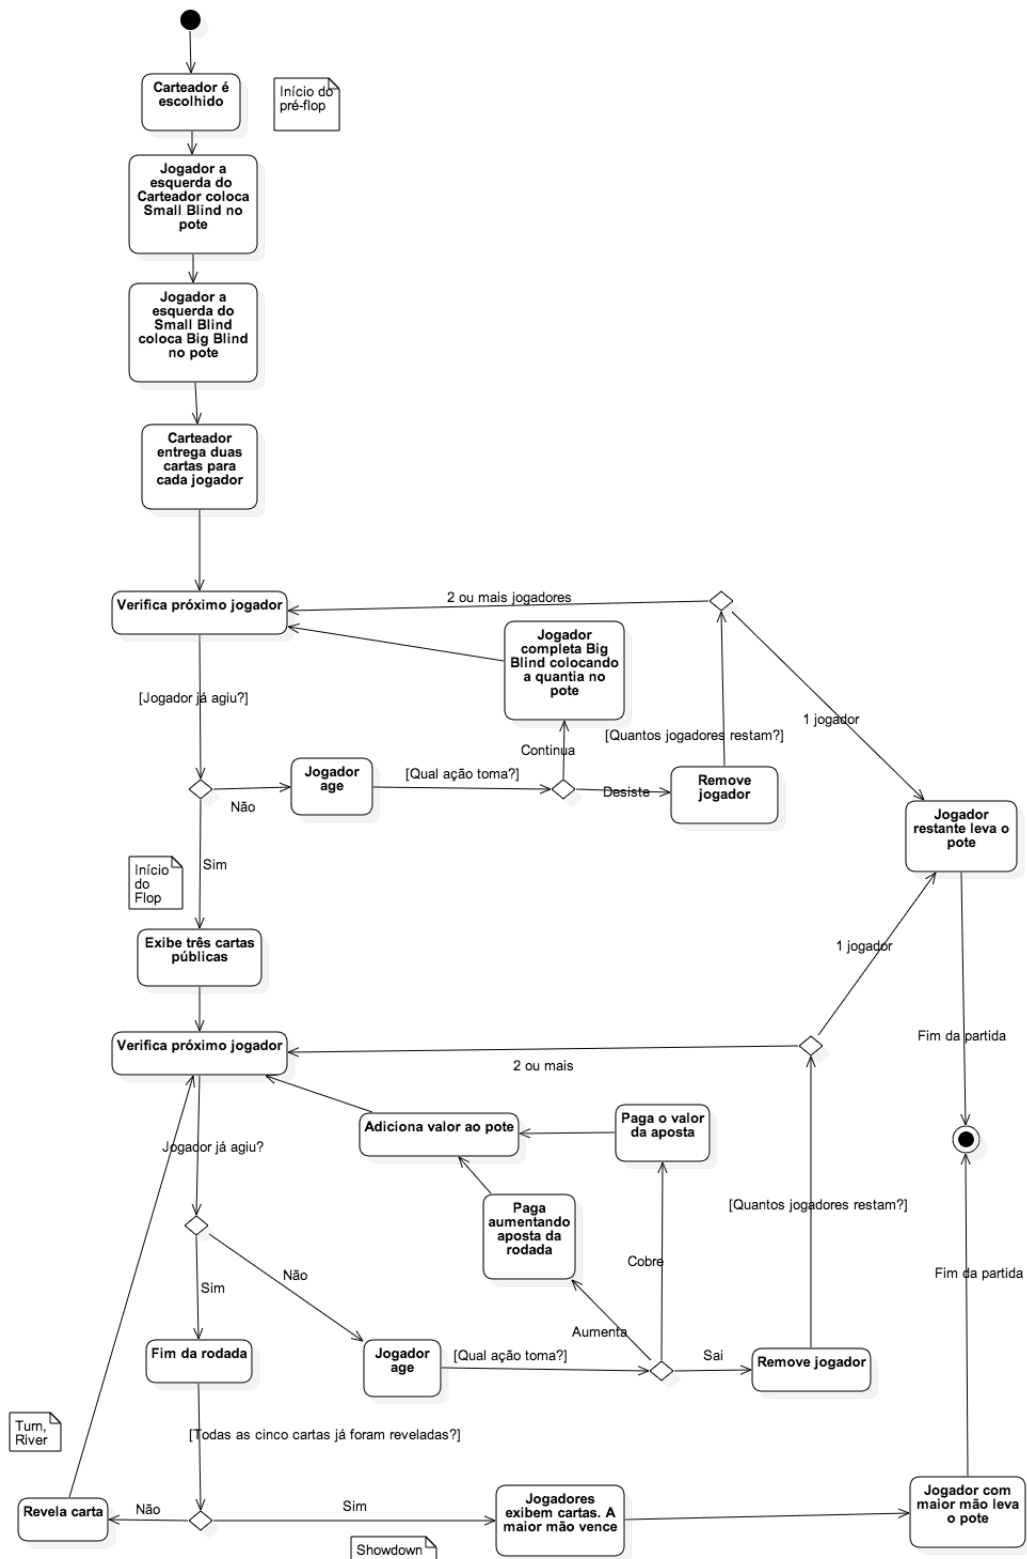 Carteador é
escolhido
Início do
pré-flop
Jogador a
esquerda do
Carteador coloca
Small Blind no
pote
Jogador a
esquerda do
Small Blind
coloca Big Blind
no pote
Carteador
entrega duas
cartas para
cada jogador
Verifica próximo jogador
2 ou mais jogadores
Jogador
completa Big
Blind colocando
a quantia no
pote
[Jogador já agiu?]
1 jogador
[Quantos jogadores restam?]
Continua
Jogador
age
[Qual ação toma?]
Remove
jogador
Desiste
Não
Jogador
restante leva o
pote
Sim
Início
do
Flop
Exibe três cartas
públicas
1 jogador
Verifica próximo jogador
2 ou mais
Fim da partida
Adiciona valor ao pote
Paga o valor
da aposta
Jogador já agiu?
Paga
aumentando
aposta da
rodada
[Quantos jogadores restam?]
Cobre
Não
Sim
Fim da partida
Aumenta
Fim da rodada
Jogador
age
[Qual ação toma?]
Sai
Remove jogador
Turn,
River
[Todas as cinco cartas já foram reveladas?]
Revela carta
Não
Sim
Jogadores
exibem cartas. A
maior mão vence
Jogador com
maior mão leva
o pote
Showdown